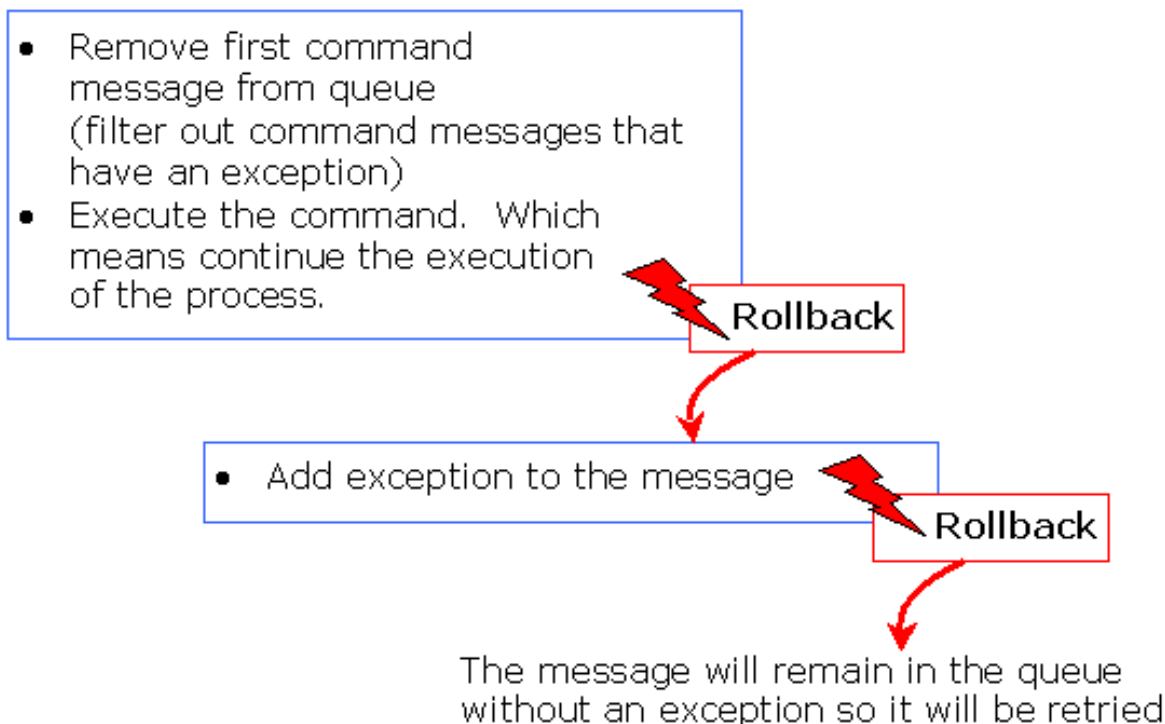 • Remove first command
message from queue
(filter out command messages that
have an exception)
• Execute the command.  Which
means continue the execution
of the process.
Rollback
• Add exception to the message
Rollback
The message will remain in the queue
without an exception so it will be retried